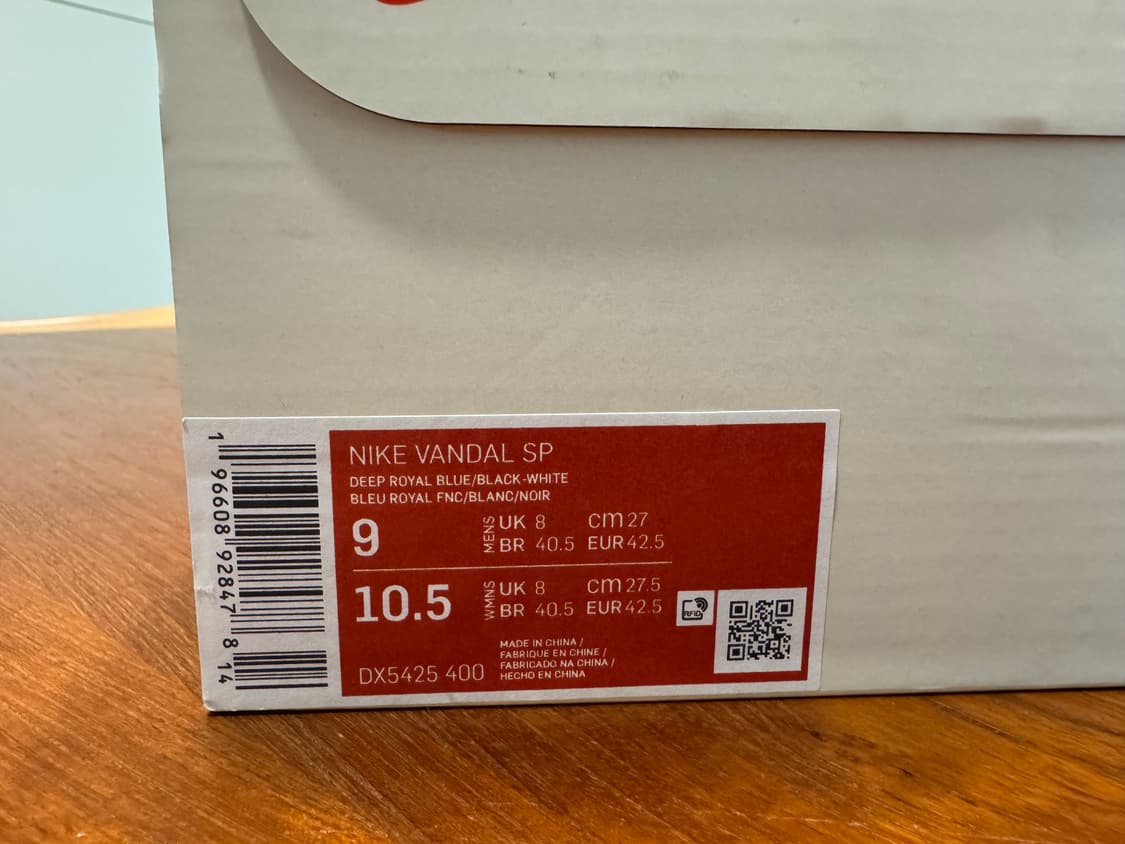 1 96608 92847 8 14
NIKE VANDAL SP
DEEP ROYAL BLUE/BLACK-WHITE
BLEU ROYAL FNC/BLANC/NOIR
9 MENS UK 8 cm 27
BR 40.5 EUR 42.5
10.5 WMNS UK 8 cm 27.5
BR 40.5 EUR 42.5
RFID
MADE IN CHINA /
FABRIQUE EN CHINE /
FABRICADO NA CHINA /
HECHO EN CHINA
DX5425 400